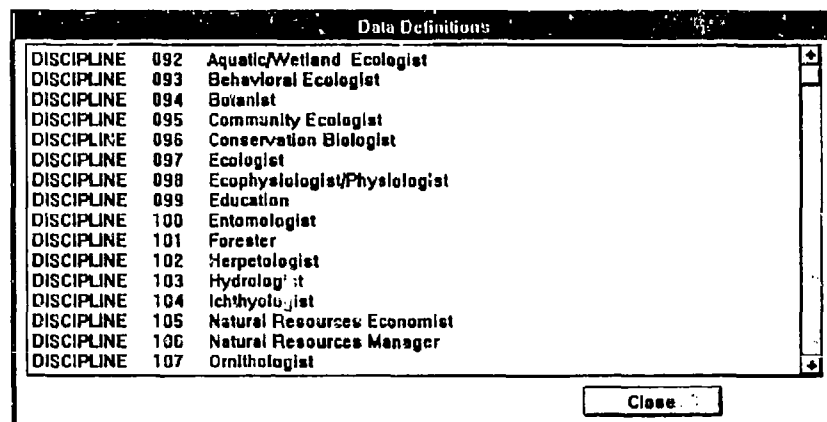 Data Definitions
DISCIPLINE 092 Aquatic/Wetland Ecologist
DISCIPLINE 093 Behavioral Ecologist
DISCIPLINE 094 Botanist
DISCIPLINE 095 Community Ecologist
DISCIPLINE 096 Conservation Biologist
DISCIPLINE 097 Ecologist
DISCIPLINE 098 Ecophysiologist/Physiologist
DISCIPLINE 099 Education
DISCIPLINE 100 Entomologist
DISCIPLINE 101 Forester
DISCIPLINE 102 Herpetologist
DISCIPLINE 103 Hydrologist
DISCIPLINE 104 Ichthyologist
DISCIPLINE 105 Natural Resources Economist
DISCIPLINE 106 Natural Resources Manager
DISCIPLINE 107 Ornithologist
Close